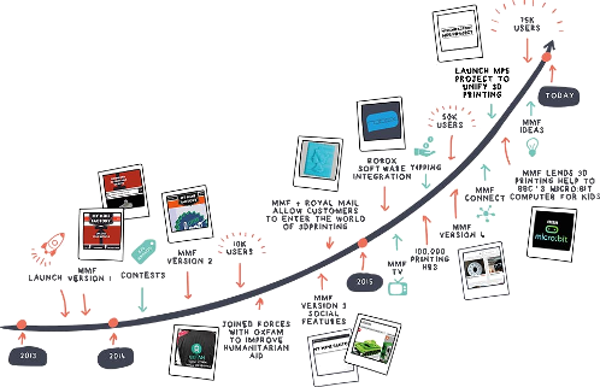 75K
USERS
LAUNCH MPS
PROJECT TO
UNIFY 3D
PRINTING
TODAY
MMF
IDEAS
50K
USERS
ROBOX
SOFTWARE
INTEGRATION
TIPPING
MMF + ROYAL MAIL
ALLOW CUSTOMERS
TO ENTER THE WORLD
OF 3DPRINTING
MMF LENDS 3D
PRINTING HELP TO
BBC'S MICRO:BIT
COMPUTER FOR KIDS
MMF
CONNECT
micro:bit
MY MINI
FACTORY
MMF
VERSION 4
100,000
PRINTING
HRS
10K
USERS
MMF
VERSION 2
CONTESTS
LAUNCH
MMF
VERSION 1
MMF
TV
2015
MMF
VERSION 3
SOCIAL
FEATURES
JOINED FORCES
WITH OXFAM
TO IMPROVE
HUMANITARIAN
AID
2013
2014
OXFAM